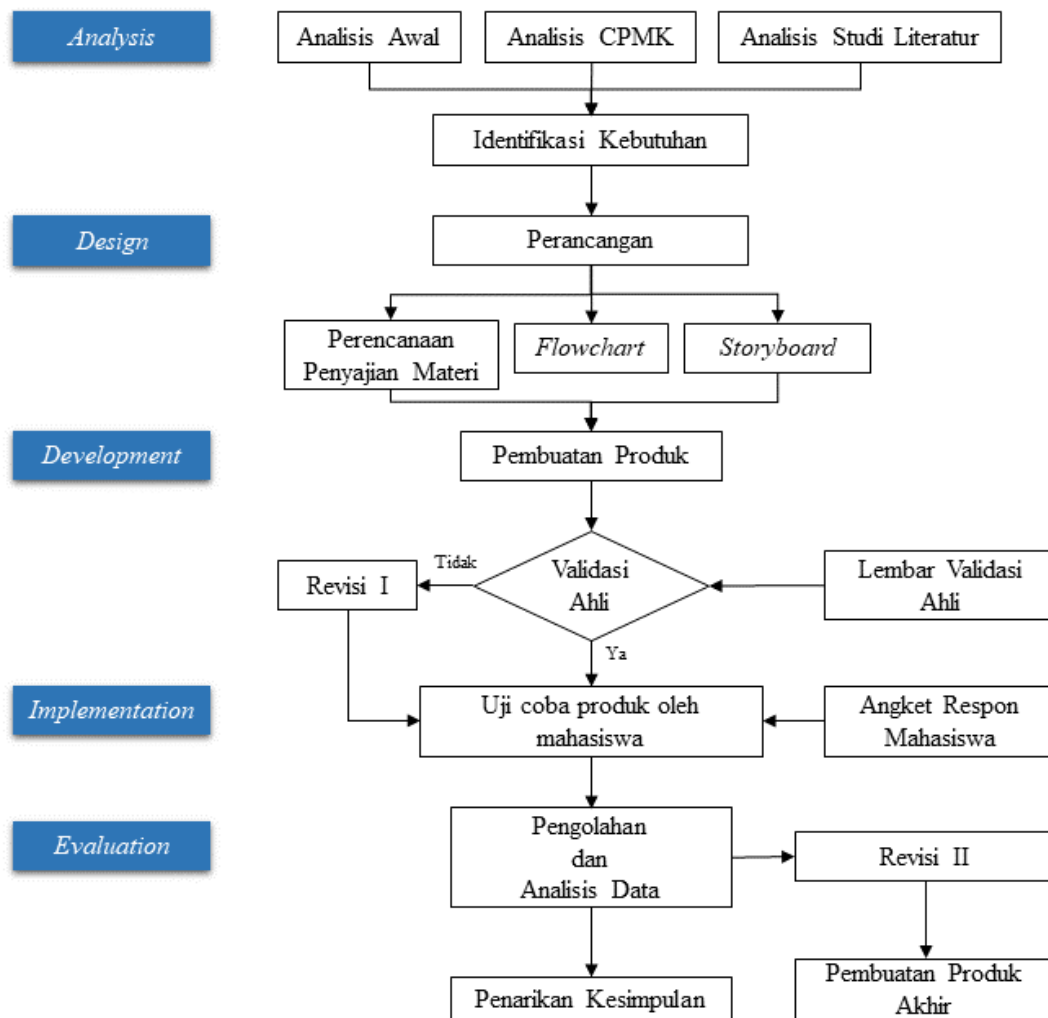 Analysis
Analisis Awal
Analisis CPMK
Analisis Studi Literatur
Identifikasi Kebutuhan
Design
Perancangan
Perencanaan
Penyajian Materi
Flowchart
Storyboard
Development
Pembuatan Produk
Tidak
Revisi I
Validasi
Ahli
Lembar Validasi
Ahli
Ya
Implementation
Uji coba produk oleh
mahasiswa
Angket Respon
Mahasiswa
Evaluation
Pengolahan
dan
Analisis Data
Revisi II
Penarikan Kesimpulan
Pembuatan Produk
Akhir